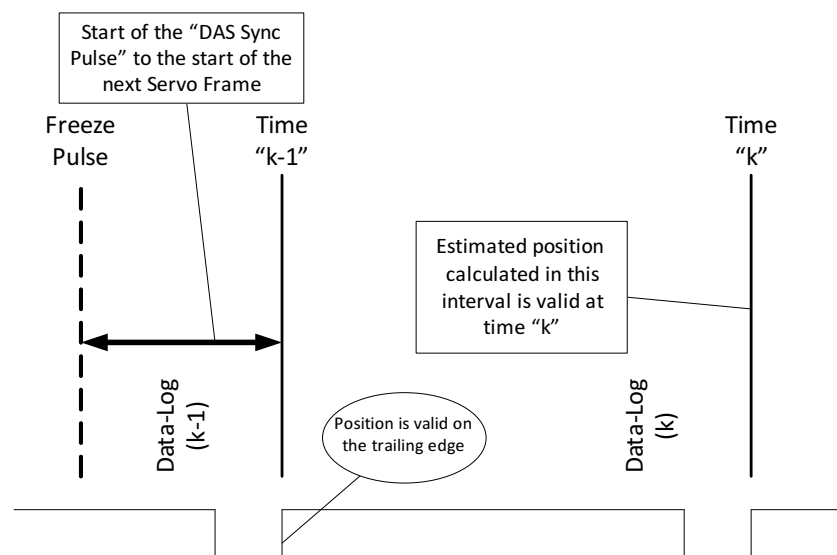 Start of the “DAS Sync
Pulse” to the start of the
next Servo Frame
Freeze
Pulse
Time
“k-1”
Time
“k”
Estimated position
calculated in this
interval is valid at
time “k”
Data-Log
(k-1)
Position is valid on
the trailing edge
Data-Log
(k)